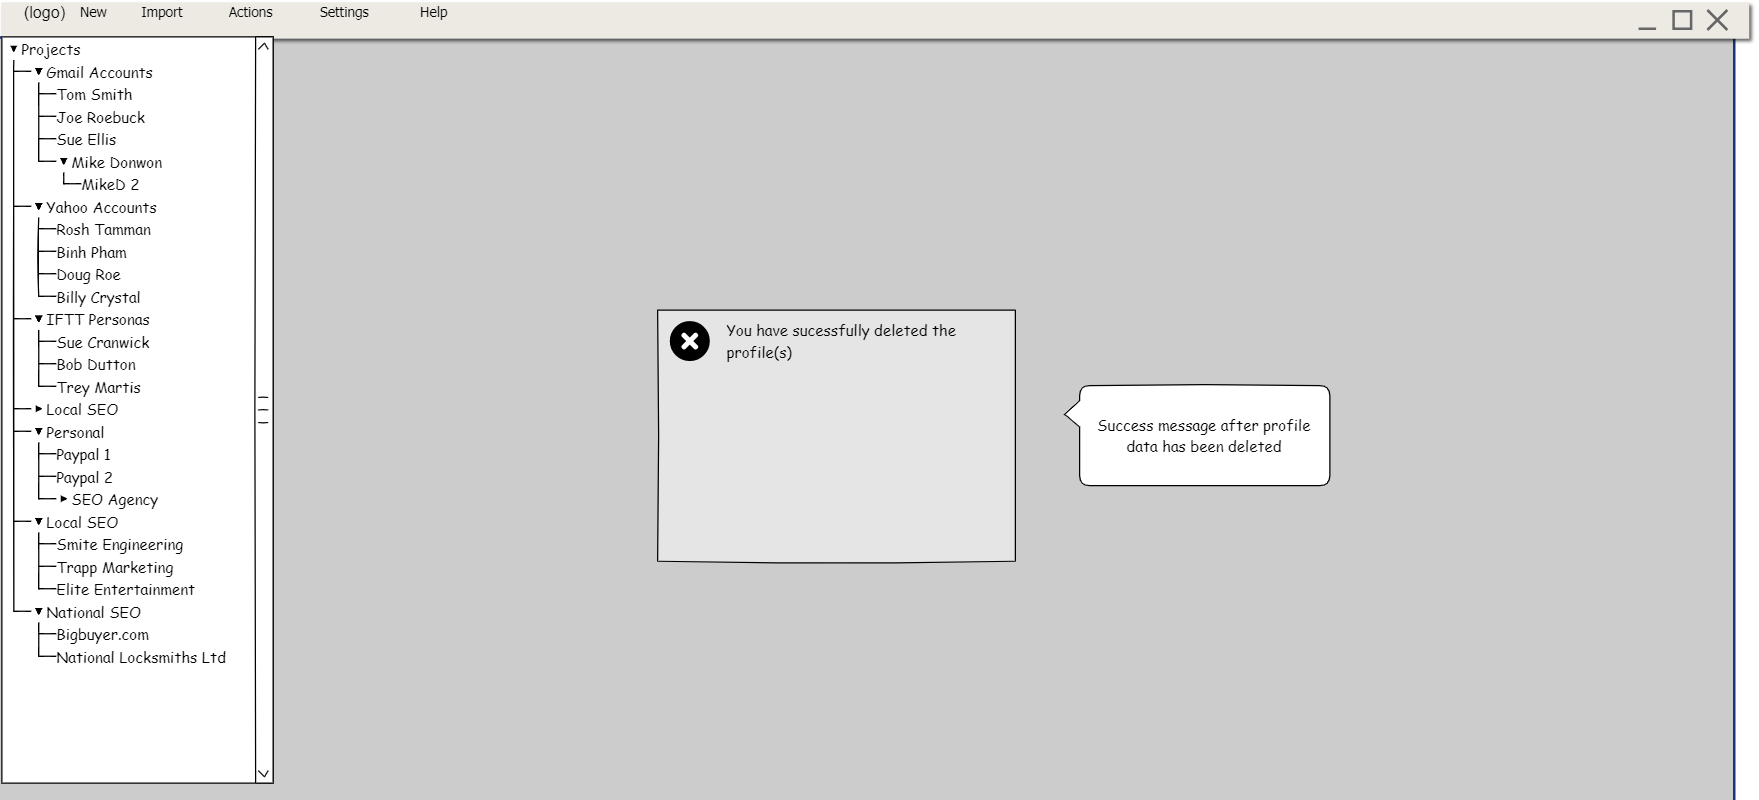 (logo) New Import Actions Settings Help
Projects
Gmail Accounts
Tom Smith
Joe Roebuck
Sue Ellis
Mike Donwon
MikeD 2
Yahoo Accounts
Rosh Tamman
Binh Pham
Doug Roe
Billy Crystal
IFTT Personas
Sue Cranwick
Bob Dutton
Trey Martis
Local SEO
Personal
Paypal 1
Paypal 2
SEO Agency
Local SEO
Smite Engineering
Trapp Marketing
Elite Entertainment
National SEO
Bigbuyer.com
National Locksmiths Ltd
You have sucessfully deleted the
profile(s)
Success message after profile
data has been deleted